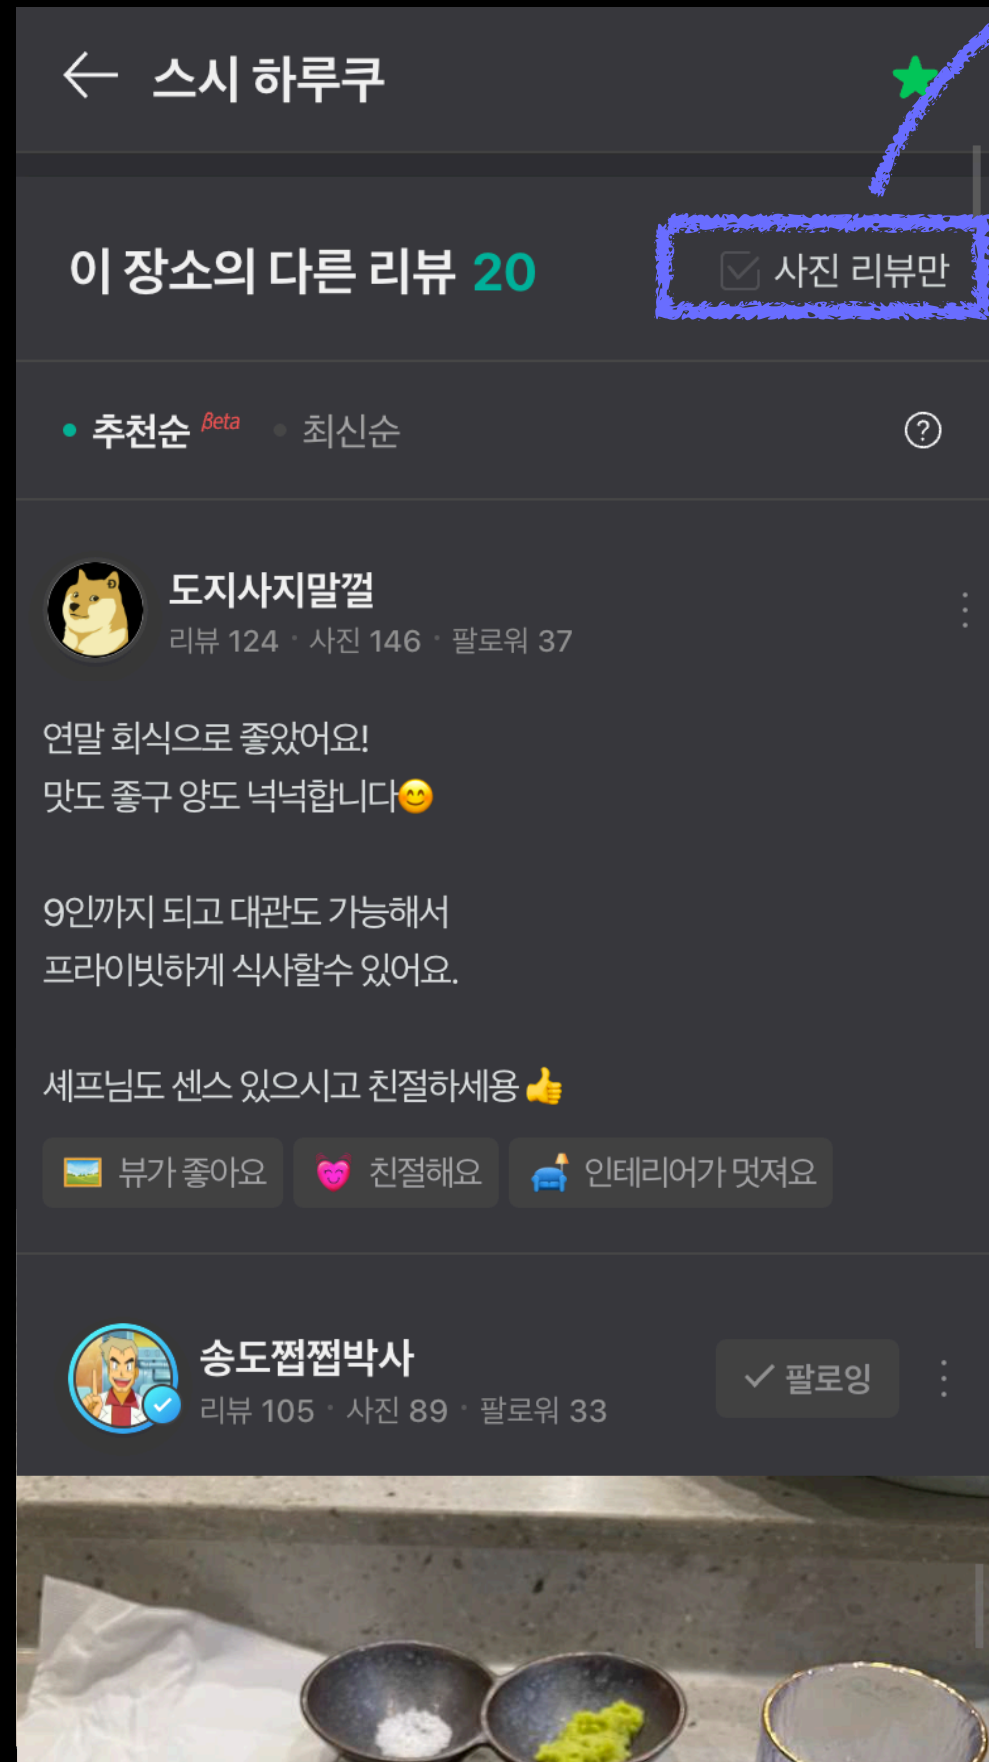 스시 하루쿠
이 장소의 다른 리뷰 20
사진 리뷰만
추천순 βeta 최신순
?
도지사지말껄
리뷰 124 · 사진 146 · 팔로워 37
연말 회식으로 좋았어요!
맛도 좋구 양도 넉넉합니다😊
9인까지 되고 대관도 가능해서
프라이빗하게 식사할수 있어요.
셰프님도 센스 있으시고 친절하세용👍
뷰가 좋아요 친절해요 인테리어가 멋져요
송도쩝쩝박사
팔로잉
리뷰 105 · 사진 89 · 팔로워 33